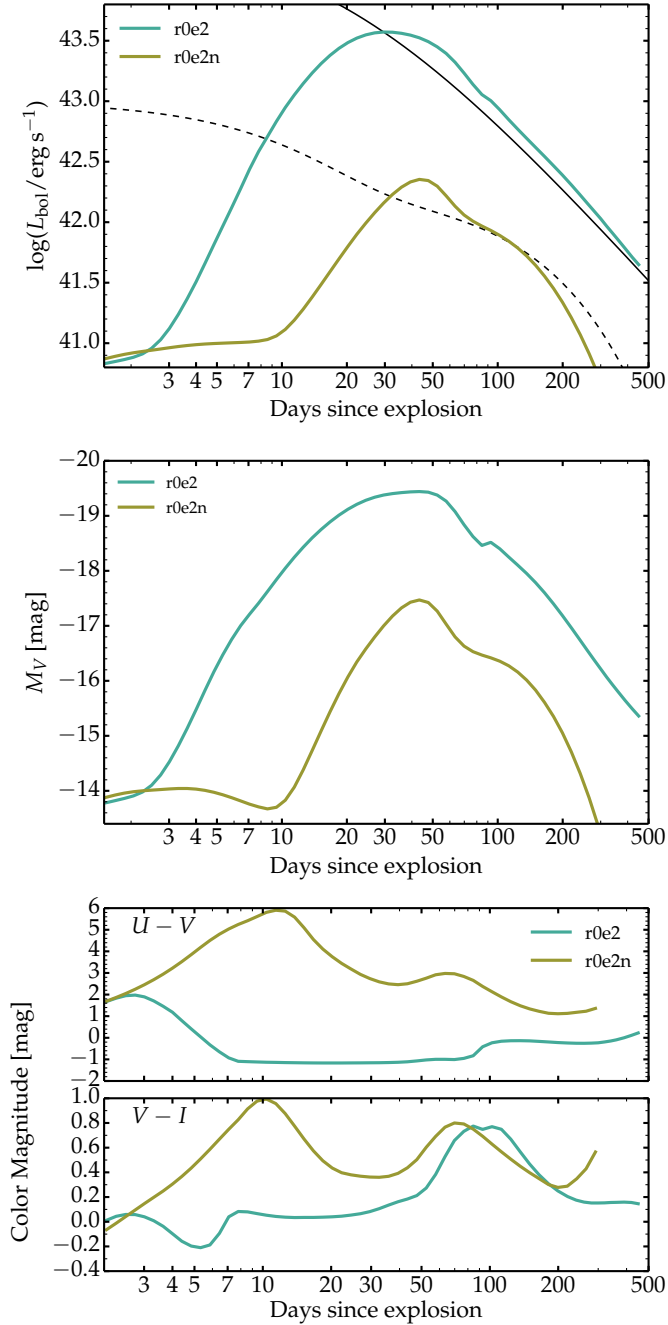 43.5
43.0
42.5
42.0
41.5
41.0
log(L_bol/erg s⁻¹)
r0e2
r0e2n
3 4 5 7 10 20 30 50 100 200 500
Days since explosion
−20
−19
−18
−17
−16
−15
−14
M_V [mag]
r0e2
r0e2n
3 4 5 7 10 20 30 50 100 200 500
Days since explosion
Color Magnitude [mag]
6
5
4
3
2
1
0
−1
−2
U − V
r0e2
r0e2n
1.0
0.8
0.6
0.4
0.2
0.0
−0.2
−0.4
V − I
3 4 5 7 10 20 30 50 100 200 500
Days since explosion